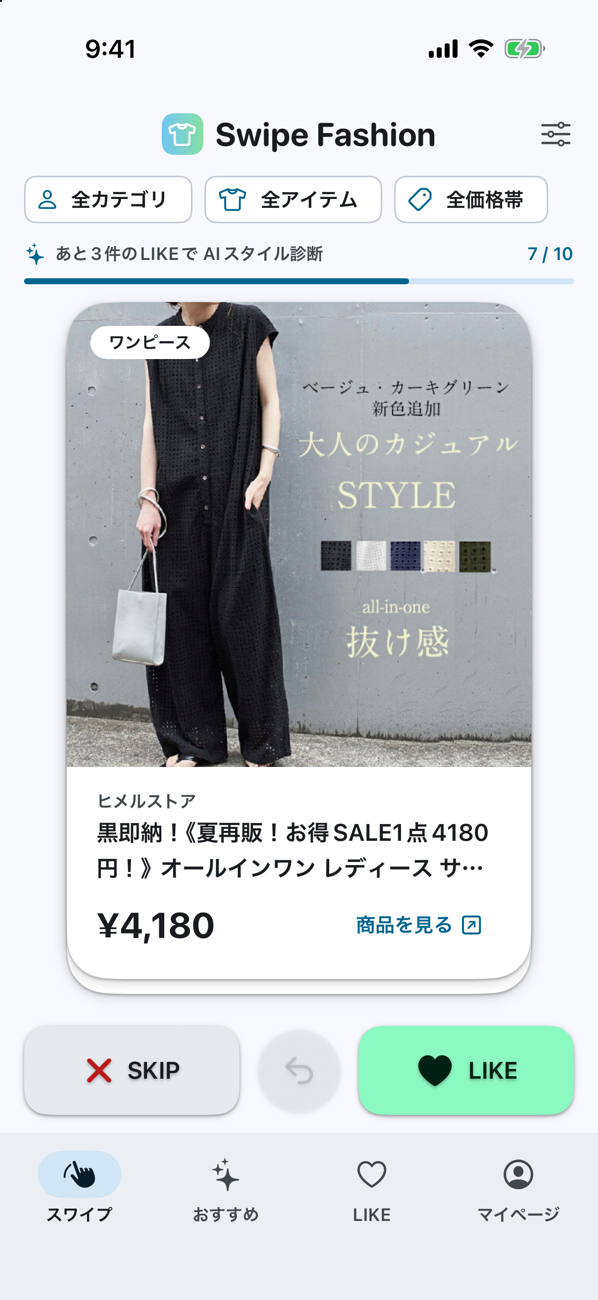 9:41
Swipe Fashion
全カテゴリ
全アイテム
全価格帯
あと3件のLIKEで AIスタイル診断
7 / 10
ワンピース
ベージュ・カーキグリーン
新色追加
大人のカジュアル
STYLE
all-in-one
抜け感
ヒメルストア
黒即納！《夏再販！お得SALE1点4180
円！》オールインワン レディース サ…
¥4,180
商品を見る
SKIP
LIKE
スワイプ
おすすめ
LIKE
マイページ